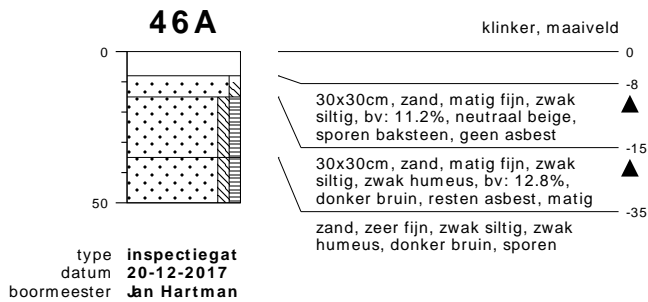 46A
klinker, maaiveld
0
0
-8
30x30cm, zand, matig fijn, zwak
siltig, bv: 11.2%, neutraal beige,
sporen baksteen, geen asbest
-15
30x30cm, zand, matig fijn, zwak
siltig, zwak humeus, bv: 12.8%,
donker bruin, resten asbest, matig
-35
50
zand, zeer fijn, zwak siltig, zwak
humeus, donker bruin, sporen
type inspectiegat
datum 20-12-2017
boormeester Jan Hartman